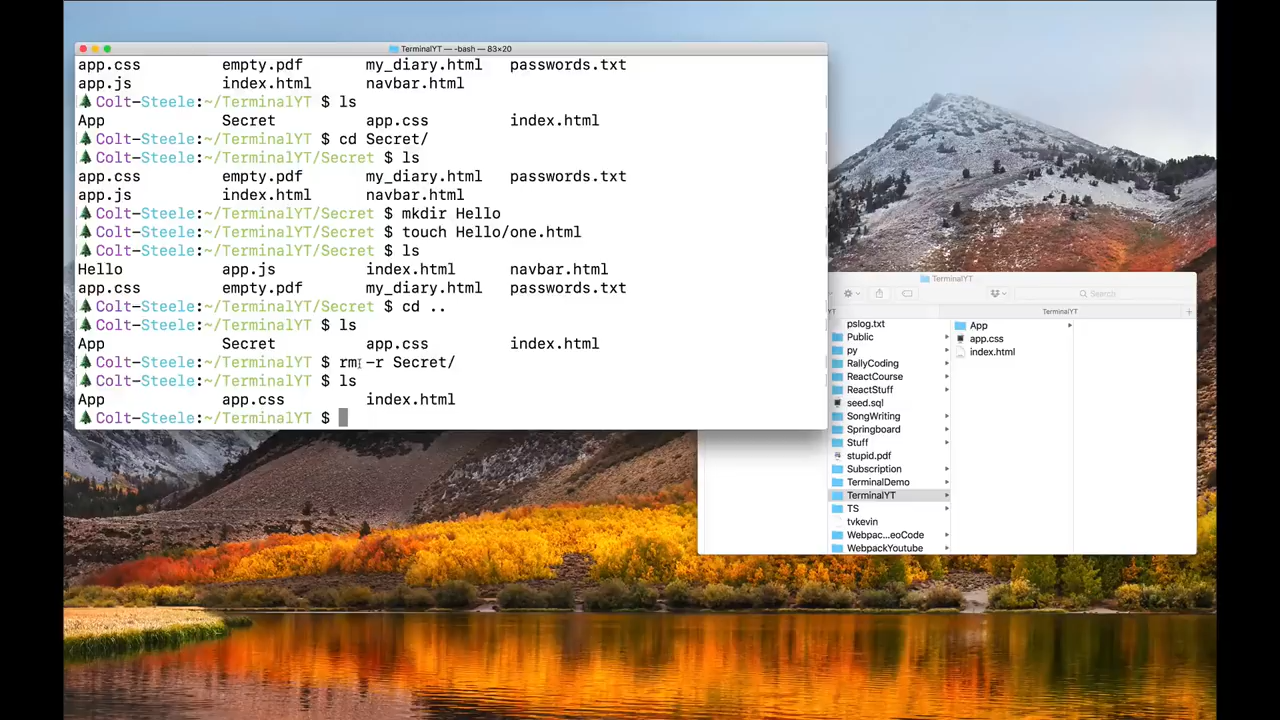 TerminalYT — -bash — 83×20
app.css empty.pdf my_diary.html passwords.txt
app.js index.html navbar.html
Colt-Steele:~/TerminalYT $ ls
App Secret app.css index.html
Colt-Steele:~/TerminalYT $ cd Secret/
Colt-Steele:~/TerminalYT/Secret $ ls
app.css empty.pdf my_diary.html passwords.txt
app.js index.html navbar.html
Colt-Steele:~/TerminalYT/Secret $ mkdir Hello
Colt-Steele:~/TerminalYT/Secret $ touch Hello/one.html
Colt-Steele:~/TerminalYT/Secret $ ls
Hello app.js index.html navbar.html
app.css empty.pdf my_diary.html passwords.txt
Colt-Steele:~/TerminalYT/Secret $ cd ..
Colt-Steele:~/TerminalYT $ ls
App Secret app.css index.html
Colt-Steele:~/TerminalYT $ rm -r Secret/
Colt-Steele:~/TerminalYT $ ls
App app.css index.html
Colt-Steele:~/TerminalYT $
TerminalYT
Search
YT TerminalYT
pslog.txt
Public
py
RallyCoding
ReactCourse
ReactStuff
seed.sql
SongWriting
Springboard
Stuff
stupid.pdf
Subscription
TerminalDemo
TerminalYT
TS
tvkevin
Webpac...eoCode
WebpackYoutube
App
app.css
index.html